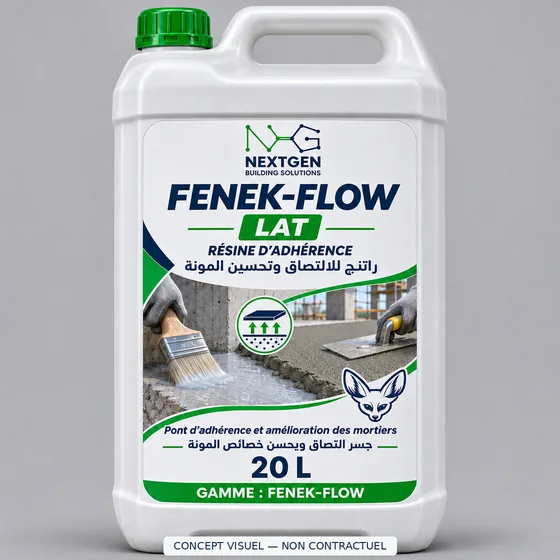 NEXTGEN
BUILDING SOLUTIONS
FENEK-FLOW
LAT
RÉSINE D'ADHÉRENCE
راتنج للالتصاق وتحسين المونة
Pont d'adhérence et amélioration des mortiers
جسر التصاق ويحسن خصائص المونة
20 L
GAMME : FENEK-FLOW
CONCEPT VISUEL — NON CONTRACTUEL